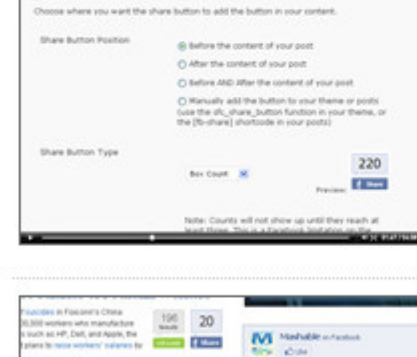 Choose where you want the share button to add the button in your content.
Share Button Position
Before the content of your post
After the content of your post
Before AND After the content of your post
Manually add the button to your theme or posts
(use the sfc_share_button function in your theme, or
the [fb-share] shortcode in your posts)
Share Button Type
Box Count
220
Preview:
Share
Note: Counts will not show up until they reach at
least three. This is a Facebook limitation on the
suicides in Foxconn's China
workers who manufacture
such as HP, Dell, and Apple, the
plans to raise workers' salaries by
196
20
Share
Mashable on Facebook
Like